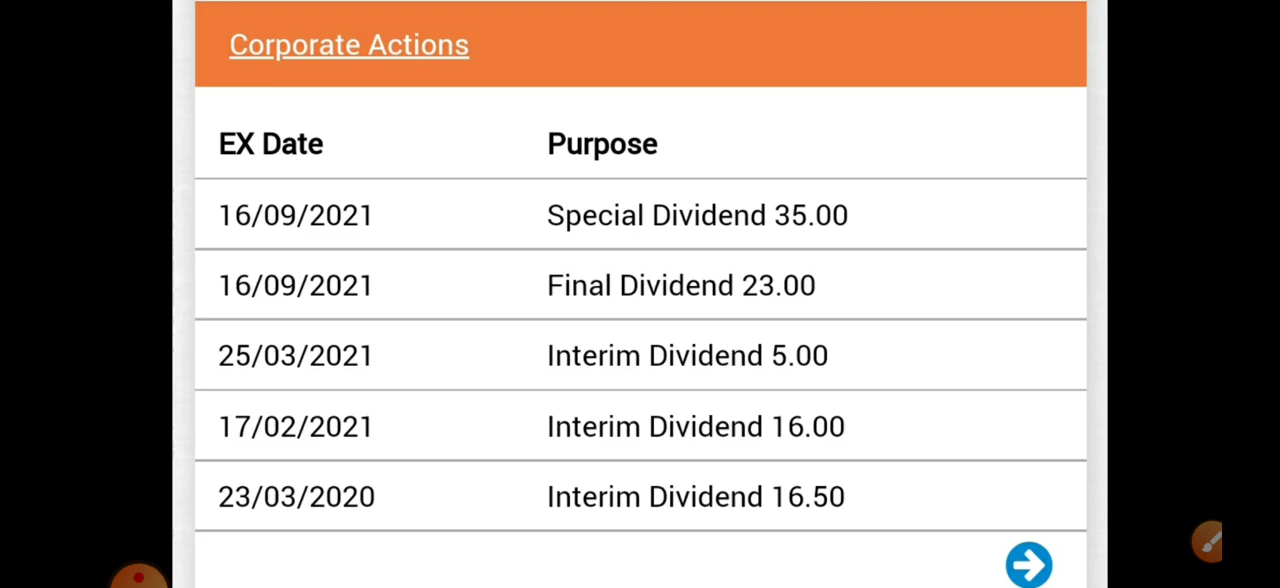 Corporate Actions
EX Date Purpose
16/09/2021 Special Dividend 35.00
16/09/2021 Final Dividend 23.00
25/03/2021 Interim Dividend 5.00
17/02/2021 Interim Dividend 16.00
23/03/2020 Interim Dividend 16.50